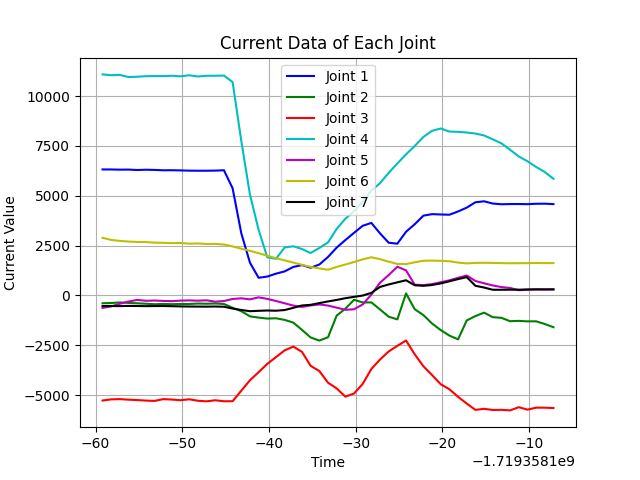 Current Data of Each Joint
Joint 1
Joint 2
Joint 3
Joint 4
Joint 5
Joint 6
Joint 7
Current Value
10000
7500
5000
2500
0
−2500
−5000
−60 −50 −40 −30 −20 −10
Time
−1.7193581e9